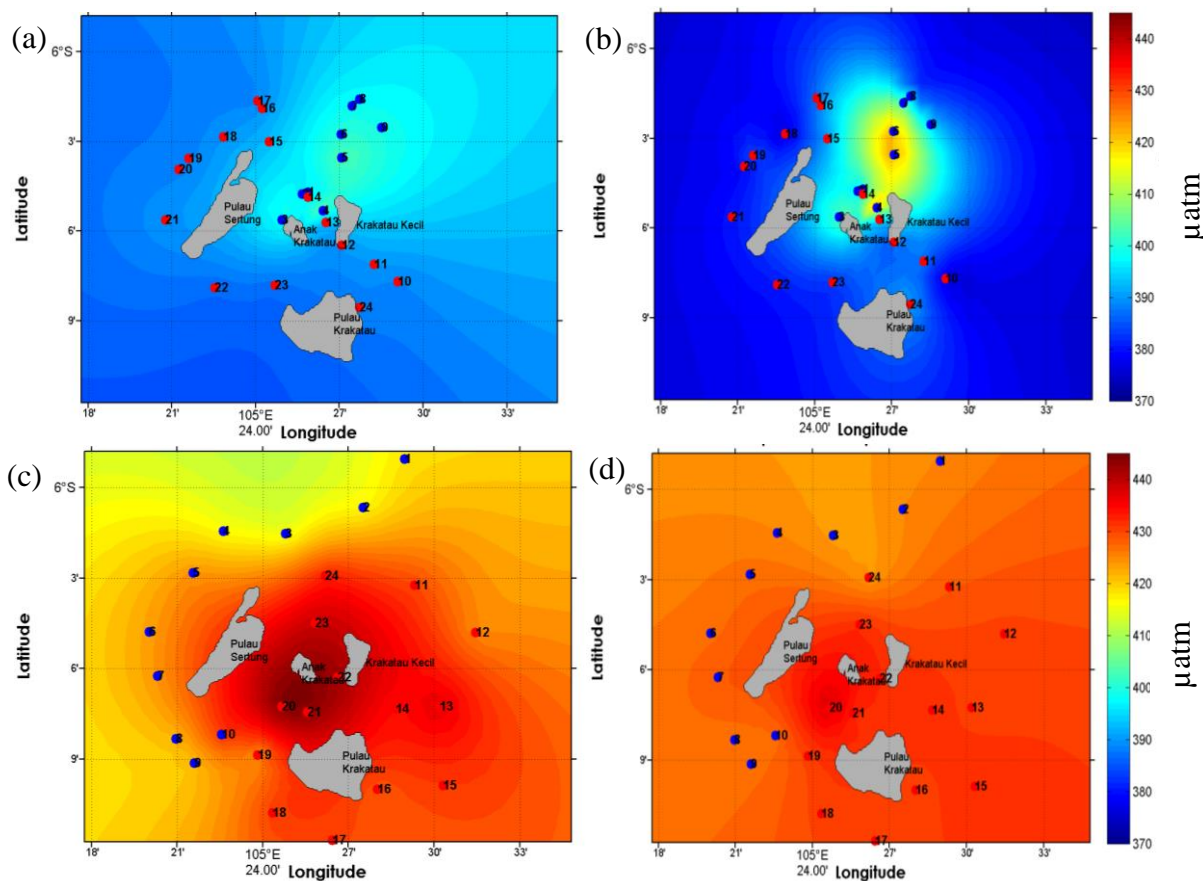 (a)
6°S
3'
6'
9'
Latitude
18'
21'
105°E
24.00'
27'
30'
33'
Longitude
17
16
18
15
19
20
21
22
23
14
13
12
11
10
24
Pulau
Sertung
Anak
Krakatau
Krakatau Kecil
Pulau
Krakatau
(b)
6°S
3'
6'
9'
Latitude
18'
21'
105°E
24.00'
27'
30'
33'
Longitude
17
16
18
15
19
20
21
22
23
14
13
12
11
10
24
Pulau
Sertung
Anak
Krakatau
Krakatau Kecil
Pulau
Krakatau
440
430
420
410
400
390
380
370
µatm
(c)
6°S
3'
6'
9'
Latitude
18'
21'
105°E
24.00'
27'
30'
33'
Longitude
10
11
12
13
14
15
16
17
18
19
20
21
22
23
24
Pulau
Sertung
Anak
Krakatau
Krakatau Kecil
Pulau
Krakatau
(d)
6°S
3'
6'
9'
Latitude
18'
21'
105°E
24.00'
27'
30'
33'
Longitude
10
11
12
13
14
15
16
17
18
19
20
21
22
23
24
Pulau
Sertung
Anak
Krakatau
Krakatau Kecil
Pulau
Krakatau
440
430
420
410
400
390
380
370
µatm